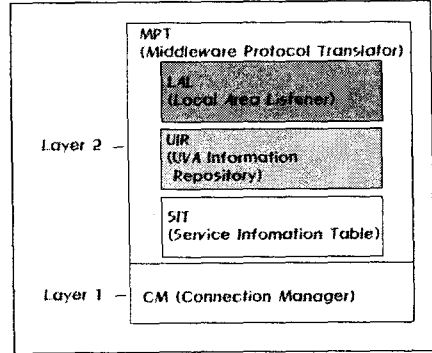 MPT
(Middleware Protocol Translator)
LAL
(Local Area Listener)
Layer 2
UIR
(UVA Information
Repository)
SIT
(Service Infomation Table)
Layer 1
CM (Connection Manager)